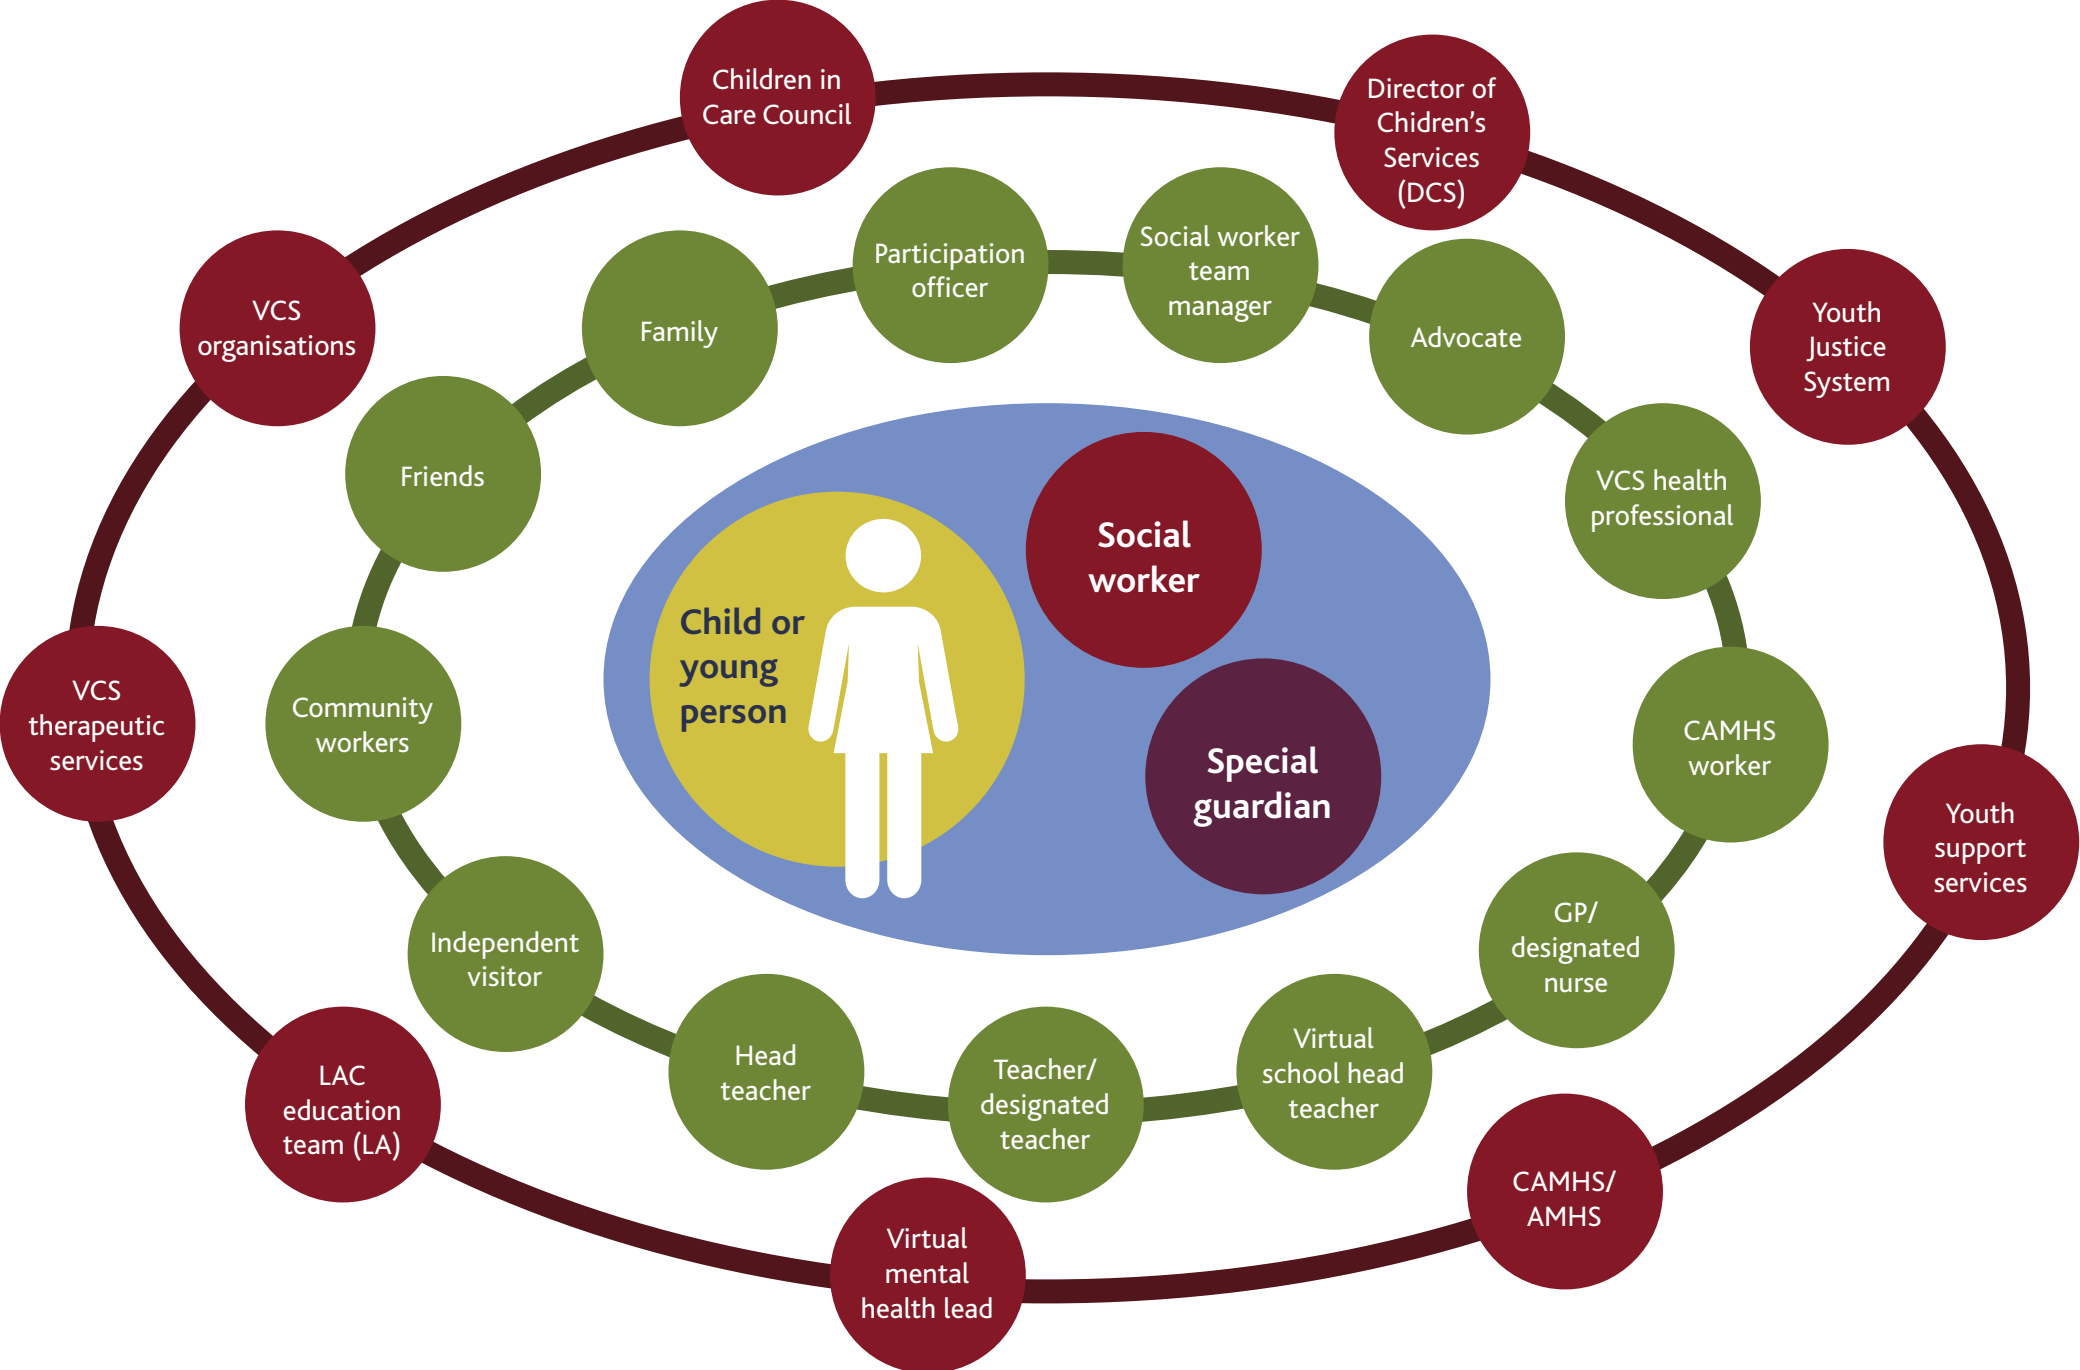 Children in
Care Council
Director of
Chidren's
Services
(DCS)
Youth
Justice
System
Youth
support
services
CAMHS/
AMHS
Virtual
mental
health lead
LAC
education
team (LA)
VCS
therapeutic
services
VCS
organisations
Participation
officer
Social worker
team
manager
Advocate
VCS health
professional
CAMHS
worker
GP/
designated
nurse
Virtual
school head
teacher
Teacher/
designated
teacher
Head
teacher
Independent
visitor
Community
workers
Friends
Family
Child or
young
person
Social
worker
Special
guardian